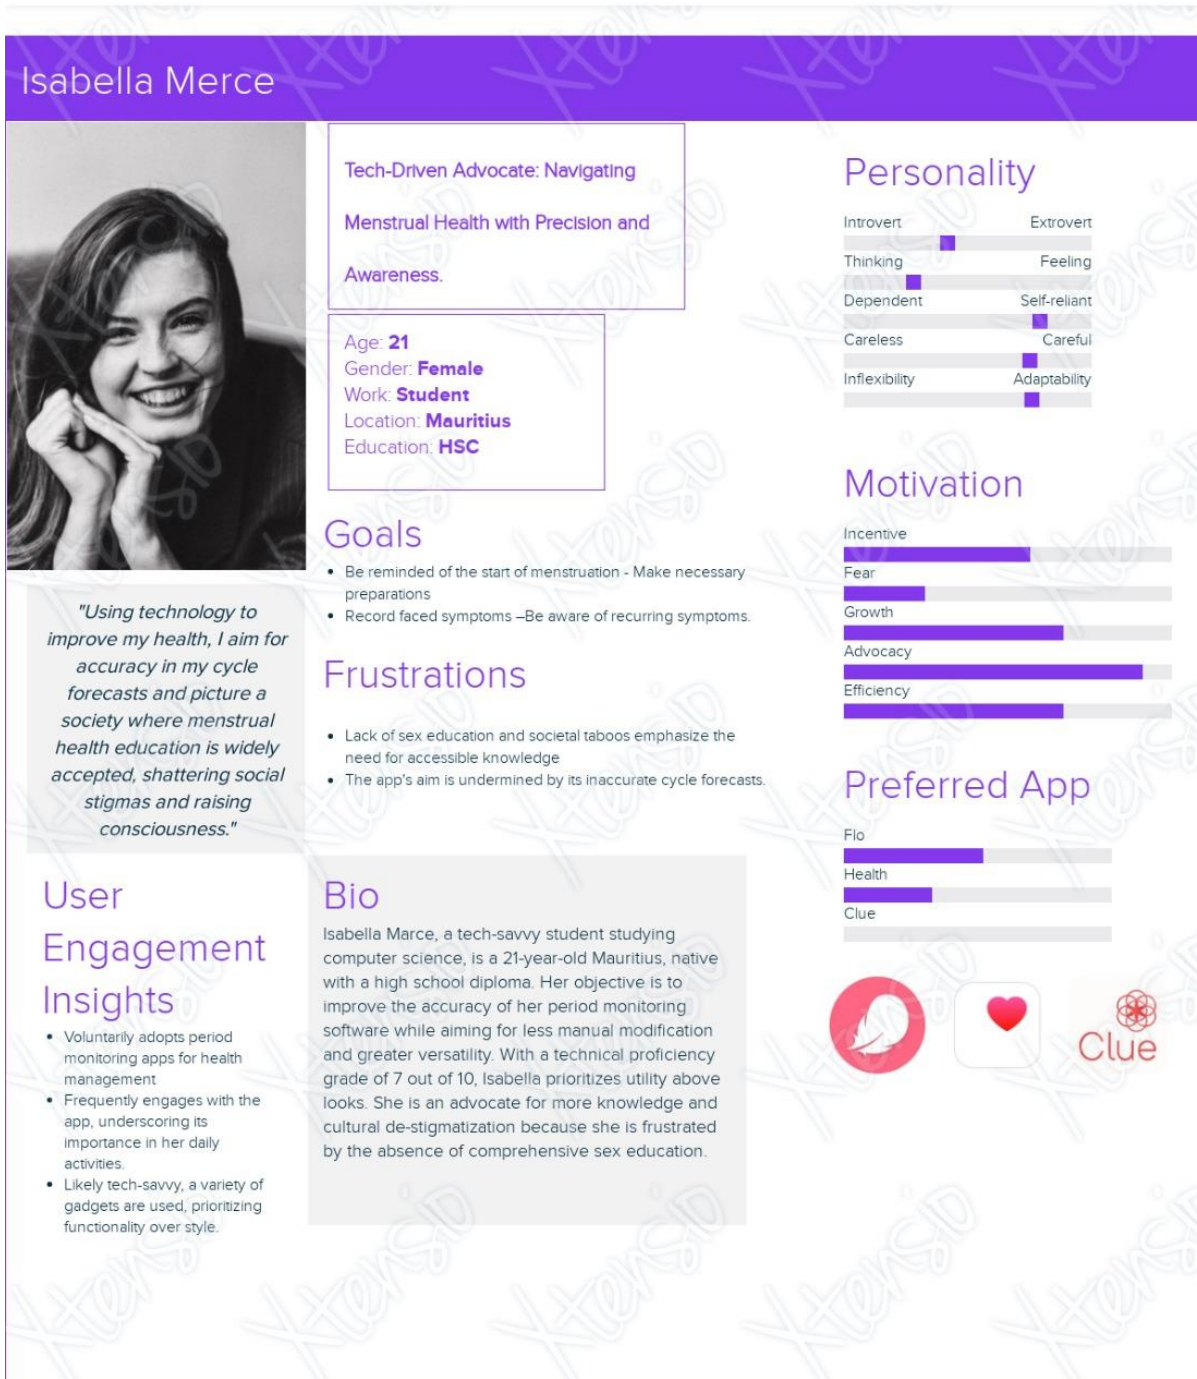 Isabella Merce
Tech-Driven Advocate: Navigating
Menstrual Health with Precision and
Awareness.
Age: 21
Gender: Female
Work: Student
Location: Mauritius
Education: HSC
Goals
• Be reminded of the start of menstruation - Make necessary
preparations
• Record faced symptoms –Be aware of recurring symptoms.
Frustrations
• Lack of sex education and societal taboos emphasize the
need for accessible knowledge
• The app's aim is undermined by its inaccurate cycle forecasts.
"Using technology to
improve my health, I aim for
accuracy in my cycle
forecasts and picture a
society where menstrual
health education is widely
accepted, shattering social
stigmas and raising
consciousness."
User
Engagement
Insights
• Voluntarily adopts period
monitoring apps for health
management
• Frequently engages with the
app, underscoring its
importance in her daily
activities.
• Likely tech-savvy, a variety of
gadgets are used, prioritizing
functionality over style.
Bio
Isabella Marce, a tech-savvy student studying
computer science, is a 21-year-old Mauritius, native
with a high school diploma. Her objective is to
improve the accuracy of her period monitoring
software while aiming for less manual modification
and greater versatility. With a technical proficiency
grade of 7 out of 10, Isabella prioritizes utility above
looks. She is an advocate for more knowledge and
cultural de-stigmatization because she is frustrated
by the absence of comprehensive sex education.
Personality
Introvert Extrovert
Thinking Feeling
Dependent Self-reliant
Careless Careful
Inflexibility Adaptability
Motivation
Incentive
Fear
Growth
Advocacy
Efficiency
Preferred App
Flo
Health
Clue
Clue
Xtensio